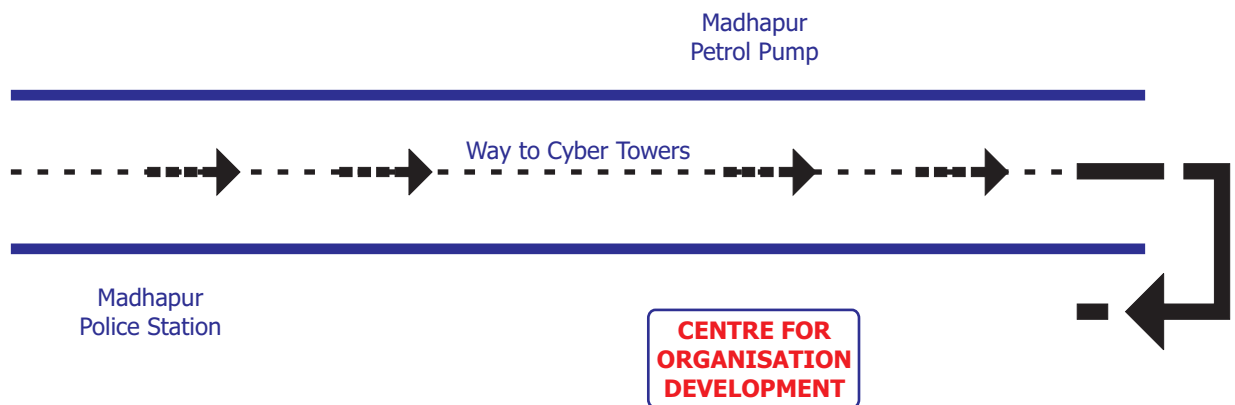 Madhapur
Petrol Pump
Way to Cyber Towers
Madhapur
Police Station
CENTRE FOR
ORGANISATION
DEVELOPMENT